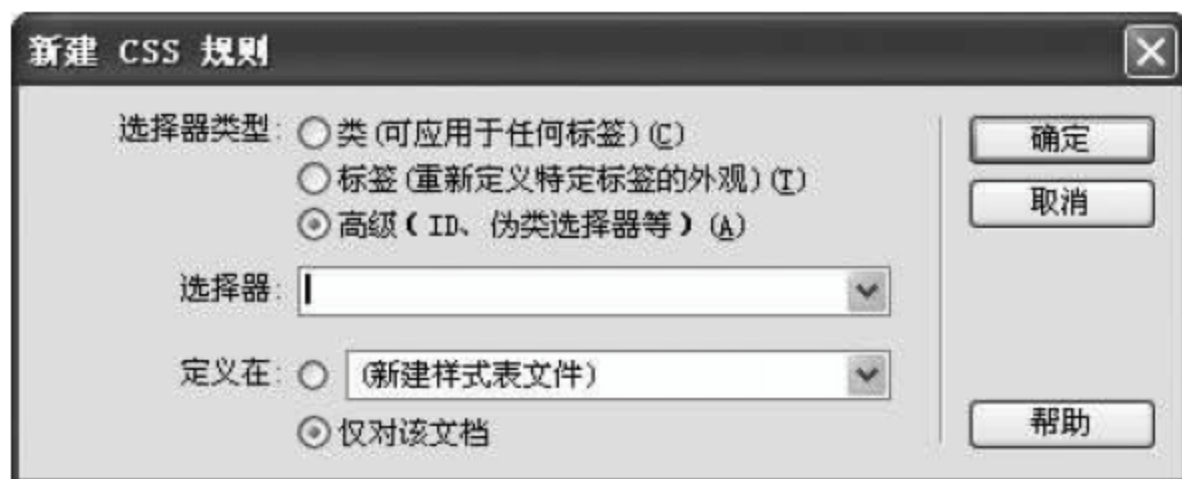 新建 CSS 规则
选择器类型: 类(可应用于任何标签)(C)
标签(重新定义特定标签的外观)(T)
高级(ID、伪类选择器等)(A)
选择器:
定义在: (新建样式表文件)
仅对该文档
确定
取消
帮助